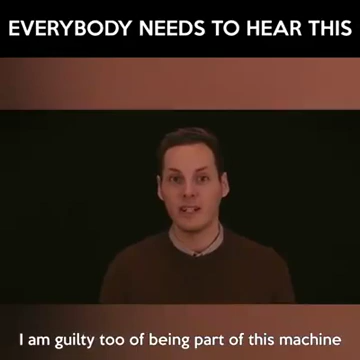 EVERYBODY NEEDS TO HEAR THIS
I am guilty too of being part of this machine